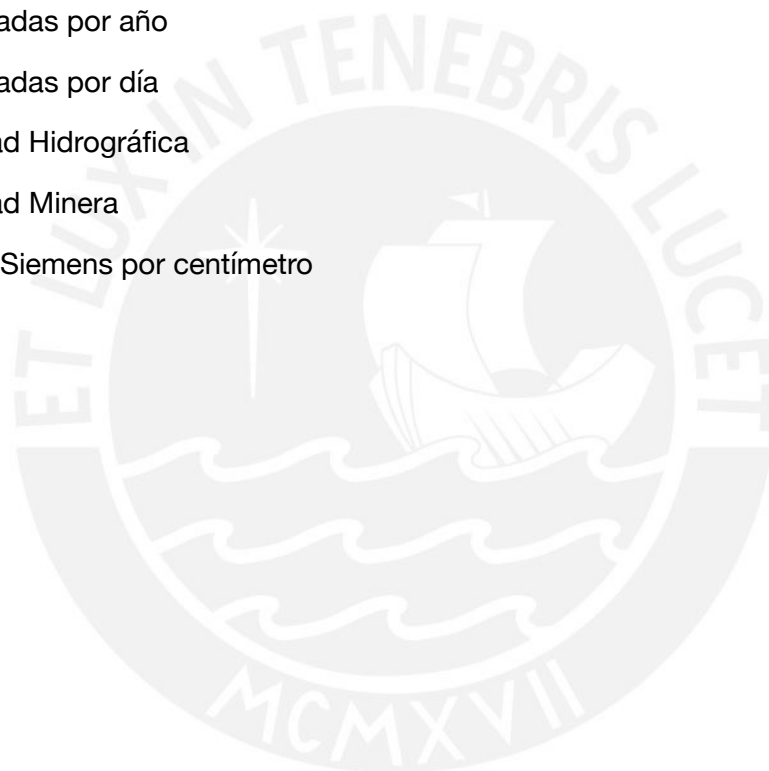 adas por año
adas por día
ad Hidrográfica
ad Minera
Siemens por centímetro
ET LUX IN TENEBRIS LUCET
MCMXVII